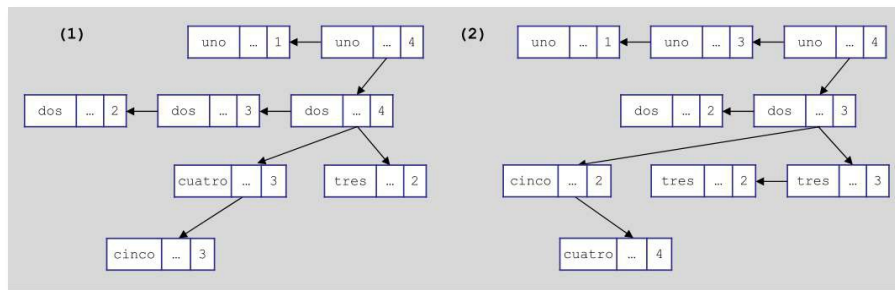 (1) uno … 1 uno … 4 (2) uno … 1 uno … 3 uno … 4
dos … 2 dos … 3 dos … 4 dos … 2 dos … 3
cuatro … 3 tres … 2 cinco … 2 tres … 2 tres … 3
cinco … 3 cuatro … 4